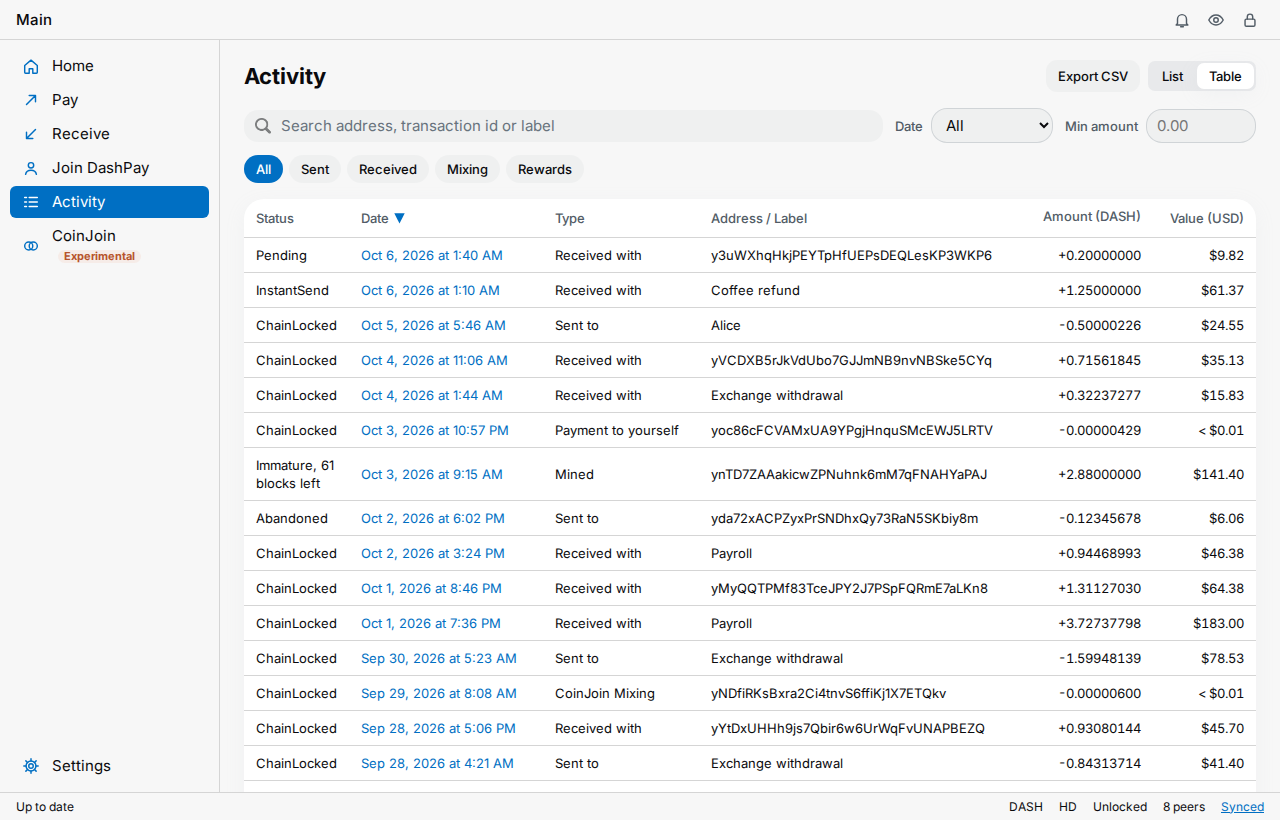 Main
Home
Pay
Receive
Join DashPay
Activity
CoinJoin
Experimental
Settings
Activity
Export CSV
List
Table
Search address, transaction id or label
Date
All
Min amount
0.00
All
Sent
Received
Mixing
Rewards
Status Date ▼ Type Address / Label Amount (DASH) Value (USD)
Pending Oct 6, 2026 at 1:40 AM Received with y3uWXhqHkjPEYTpHfUEPsDEQLesKP3WKP6 +0.20000000 $9.82
InstantSend Oct 6, 2026 at 1:10 AM Received with Coffee refund +1.25000000 $61.37
ChainLocked Oct 5, 2026 at 5:46 AM Sent to Alice -0.50000226 $24.55
ChainLocked Oct 4, 2026 at 11:06 AM Received with yVCDXB5rJkVdUbo7GJJmNB9nvNBSke5CYq +0.71561845 $35.13
ChainLocked Oct 4, 2026 at 1:44 AM Received with Exchange withdrawal +0.32237277 $15.83
ChainLocked Oct 3, 2026 at 10:57 PM Payment to yourself yoc86cFCVAMxUA9YPgjHnquSMcEWJ5LRTV -0.00000429 < $0.01
Immature, 61
blocks left Oct 3, 2026 at 9:15 AM Mined ynTD7ZAAakicwZPNuhnk6mM7qFNAHYaPAJ +2.88000000 $141.40
Abandoned Oct 2, 2026 at 6:02 PM Sent to yda72xACPZyxPrSNDhxQy73RaN5SKbiy8m -0.12345678 $6.06
ChainLocked Oct 2, 2026 at 3:24 PM Received with Payroll +0.94468993 $46.38
ChainLocked Oct 1, 2026 at 8:46 PM Received with yMyQQTPMf83TceJPY2J7PSpFQRmE7aLKn8 +1.31127030 $64.38
ChainLocked Oct 1, 2026 at 7:36 PM Received with Payroll +3.72737798 $183.00
ChainLocked Sep 30, 2026 at 5:23 AM Sent to Exchange withdrawal -1.59948139 $78.53
ChainLocked Sep 29, 2026 at 8:08 AM CoinJoin Mixing yNDfiRKsBxra2Ci4tnvS6ffiKj1X7ETQkv -0.00000600 < $0.01
ChainLocked Sep 28, 2026 at 5:06 PM Received with yYtDxUHHh9js7Qbir6w6UrWqFvUNAPBEZQ +0.93080144 $45.70
ChainLocked Sep 28, 2026 at 4:21 AM Sent to Exchange withdrawal -0.84313714 $41.40
Up to date
DASH HD Unlocked 8 peers Synced